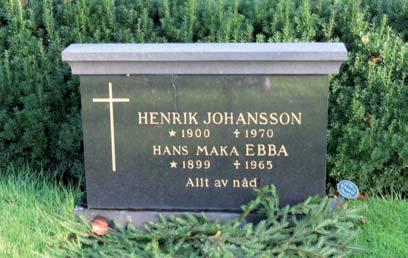 HENRIK JOHANSSON
★ 1900 ✝ 1970
HANS MAKA EBBA
★ 1899 ✝ 1965
Allt av nåd